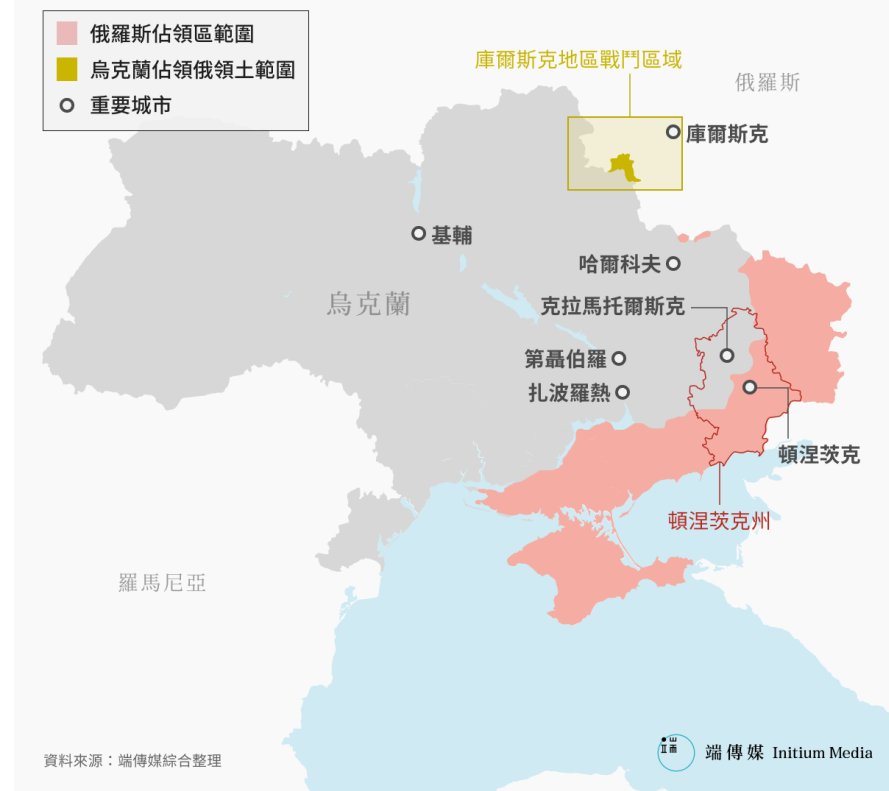 俄羅斯佔領區範圍
烏克蘭佔領俄領土範圍
重要城市
庫爾斯克地區戰鬥區域
俄羅斯
庫爾斯克
基輔
哈爾科夫
烏克蘭
克拉馬托爾斯克
第聶伯羅
扎波羅熱
頓涅茨克
頓涅茨克州
羅馬尼亞
資料來源：端傳媒綜合整理
端
端傳媒 Initium Media